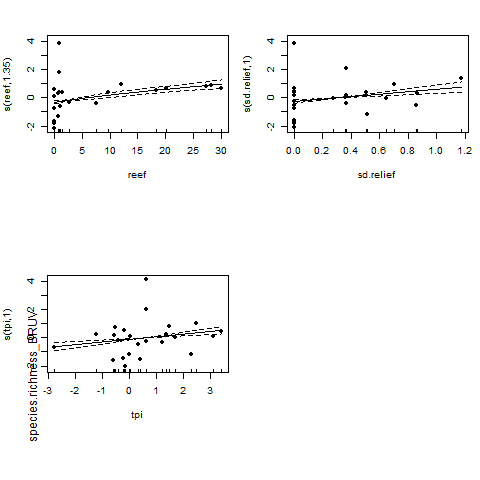 s(reef,1.35)
4
2
0
-2
0 5 10 15 20 25 30
reef
s(sd.relief,1)
4
2
0
-2
0.0 0.2 0.4 0.6 0.8 1.0 1.2
sd.relief
species.richness_BRUV
s(tpi,1)
4
2
0
-2
-3 -2 -1 0 1 2 3
tpi